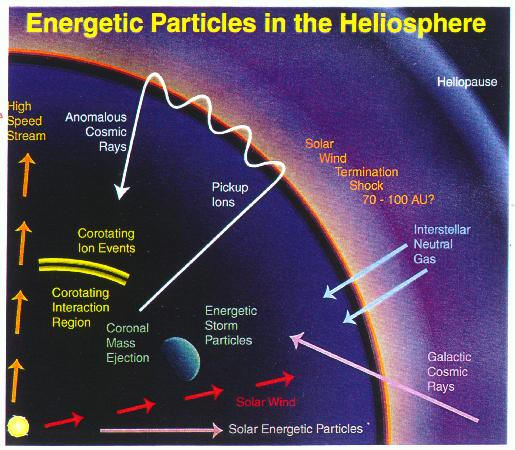 Energetic Particles in the Heliosphere
Heliopause
High
Speed
Stream
Anomalous
Cosmic
Rays
Solar
Wind
Termination
Shock
70 - 100 AU?
Pickup
Ions
Interstellar
Neutral
Gas
Corotating
Ion Events
Corotating
Interaction
Region
Coronal
Mass
Ejection
Energetic
Storm
Particles
Galactic
Cosmic
Rays
Solar Wind
Solar Energetic Particles